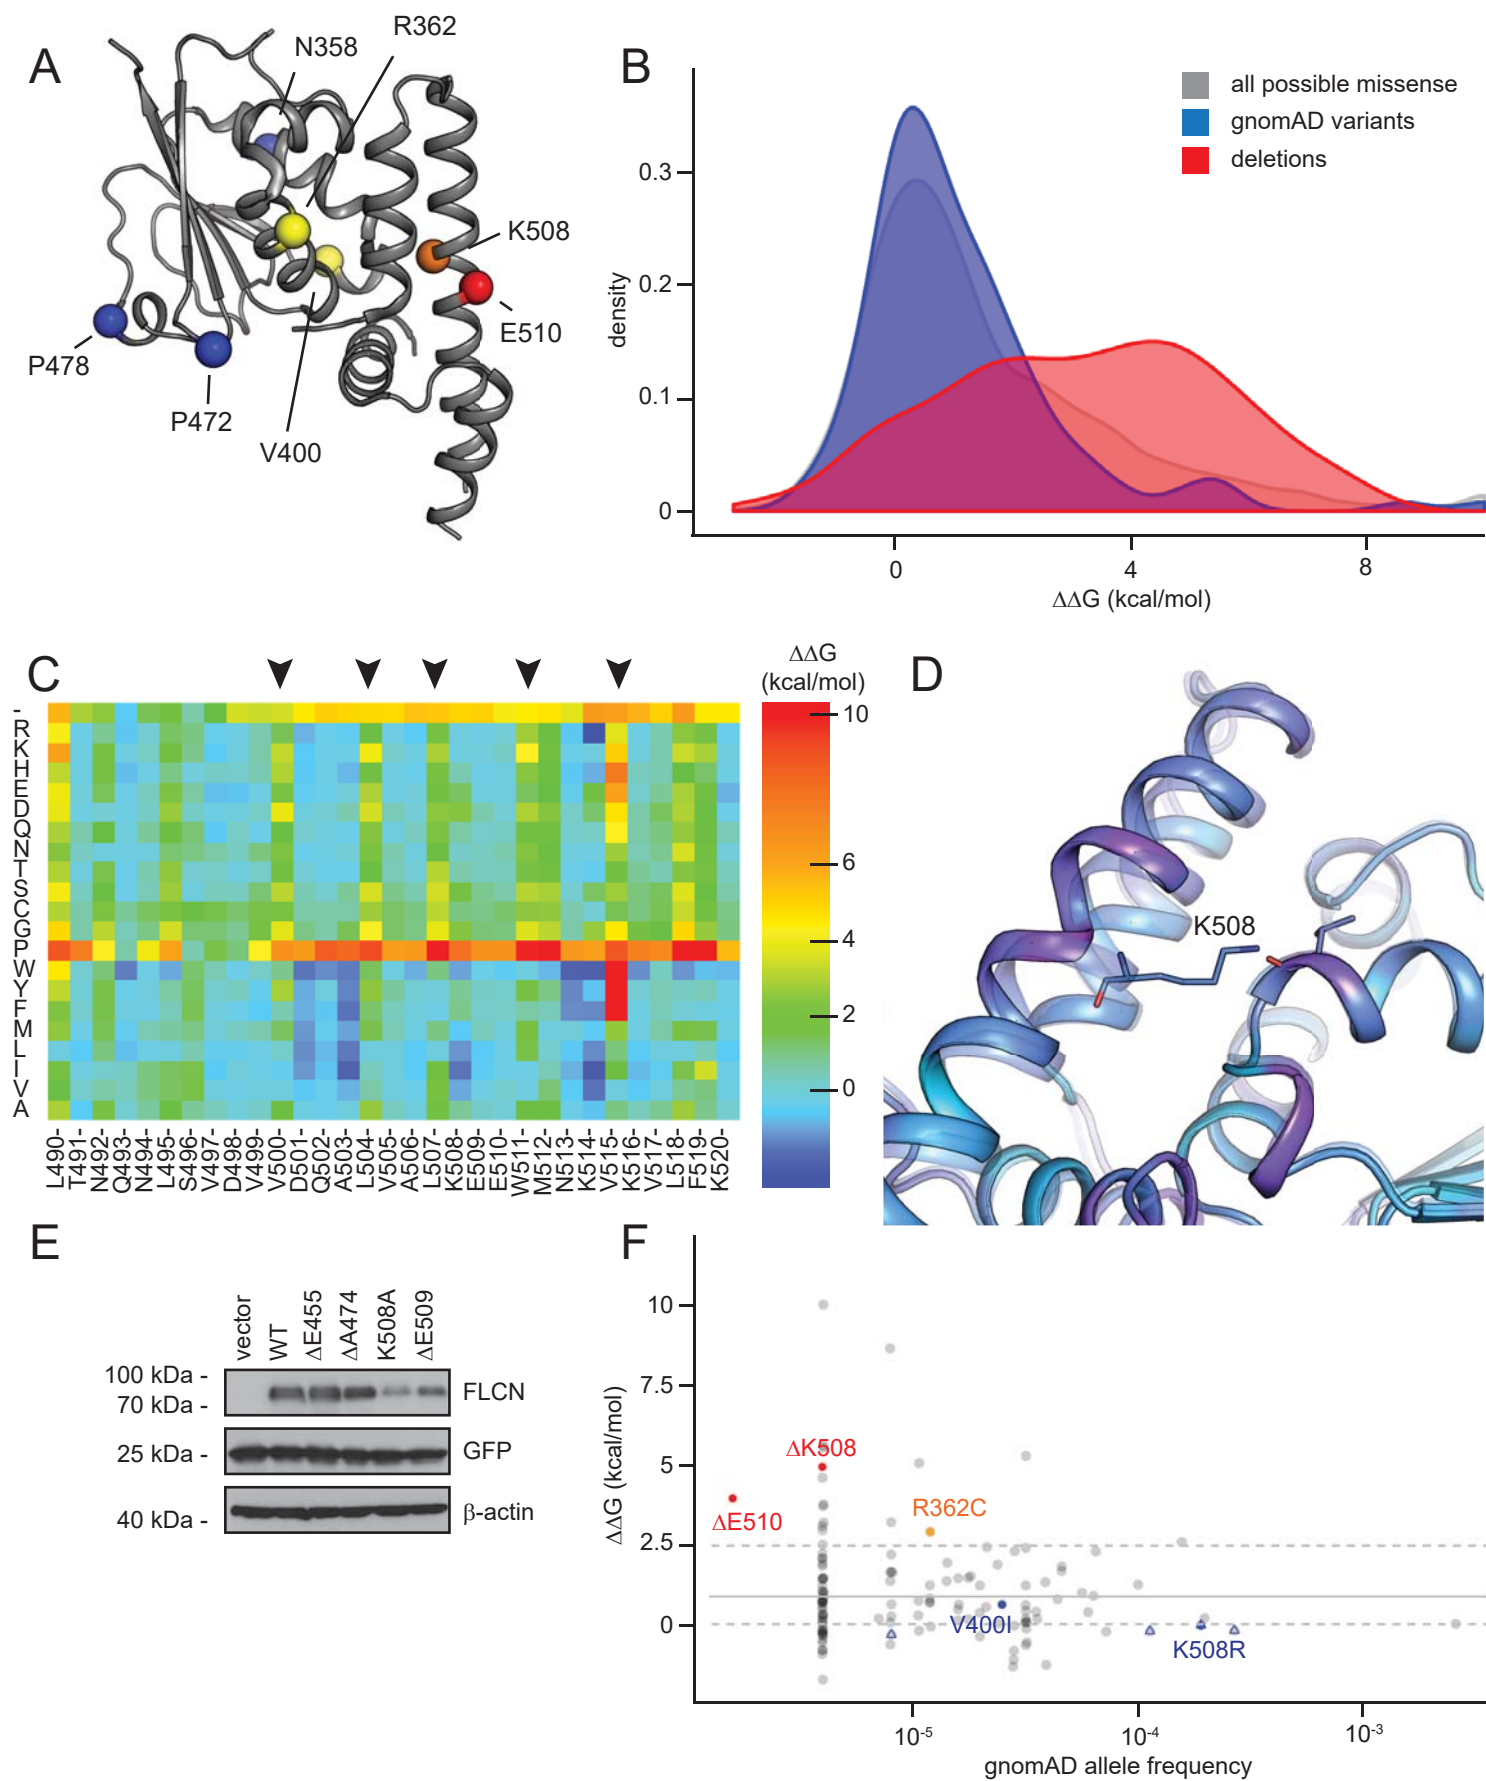 A
N358
R362
K508
E510
P478
P472
V400
B
all possible missense
gnomAD variants
deletions
density
0.3
0.2
0.1
0
0
4
8
ΔΔG (kcal/mol)
C
ΔΔG
(kcal/mol)
10
6
4
2
0
-
R
K
H
E
D
Q
N
T
S
C
G
P
W
Y
F
M
L
I
V
A
L490-
T491-
N492-
Q493-
N494-
L495-
S496-
V497-
D498-
V499-
V500-
D501-
Q502-
A503-
L504-
V505-
A506-
L507-
K508-
E509-
E510-
W511-
M512-
N513-
K514-
V515-
K516-
V517-
L518-
F519-
K520-
D
K508
E
vector
WT
ΔE455
ΔA474
K508A
ΔE509
100 kDa -
70 kDa -
FLCN
25 kDa -
GFP
40 kDa -
β-actin
F
ΔΔG (kcal/mol)
10
7.5
5
2.5
0
ΔK508
ΔE510
R362C
V400I
K508R
10-5
10-4
10-3
gnomAD allele frequency